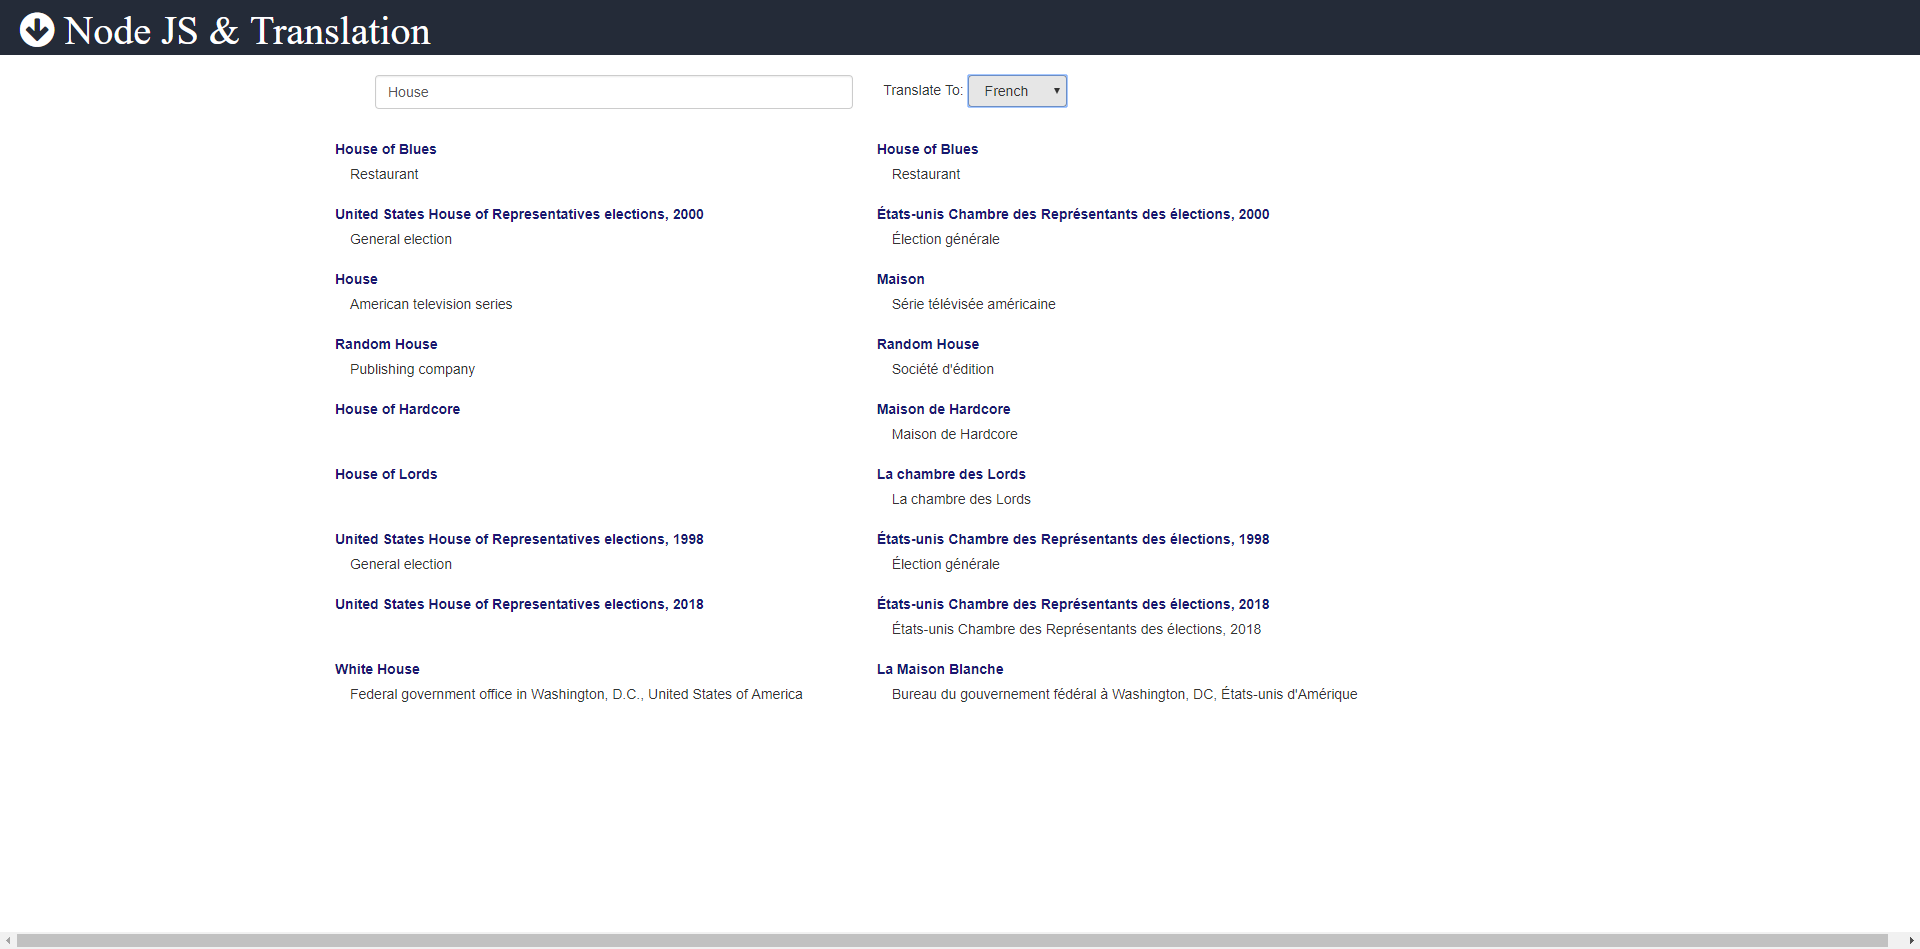 Node JS & Translation
House
Translate To: French
House of Blues
Restaurant
United States House of Representatives elections, 2000
General election
House
American television series
Random House
Publishing company
House of Hardcore
House of Lords
United States House of Representatives elections, 1998
General election
United States House of Representatives elections, 2018
White House
Federal government office in Washington, D.C., United States of America
House of Blues
Restaurant
États-unis Chambre des Représentants des élections, 2000
Élection générale
Maison
Série télévisée américaine
Random House
Société d'édition
Maison de Hardcore
Maison de Hardcore
La chambre des Lords
La chambre des Lords
États-unis Chambre des Représentants des élections, 1998
Élection générale
États-unis Chambre des Représentants des élections, 2018
États-unis Chambre des Représentants des élections, 2018
La Maison Blanche
Bureau du gouvernement fédéral à Washington, DC, États-unis d'Amérique